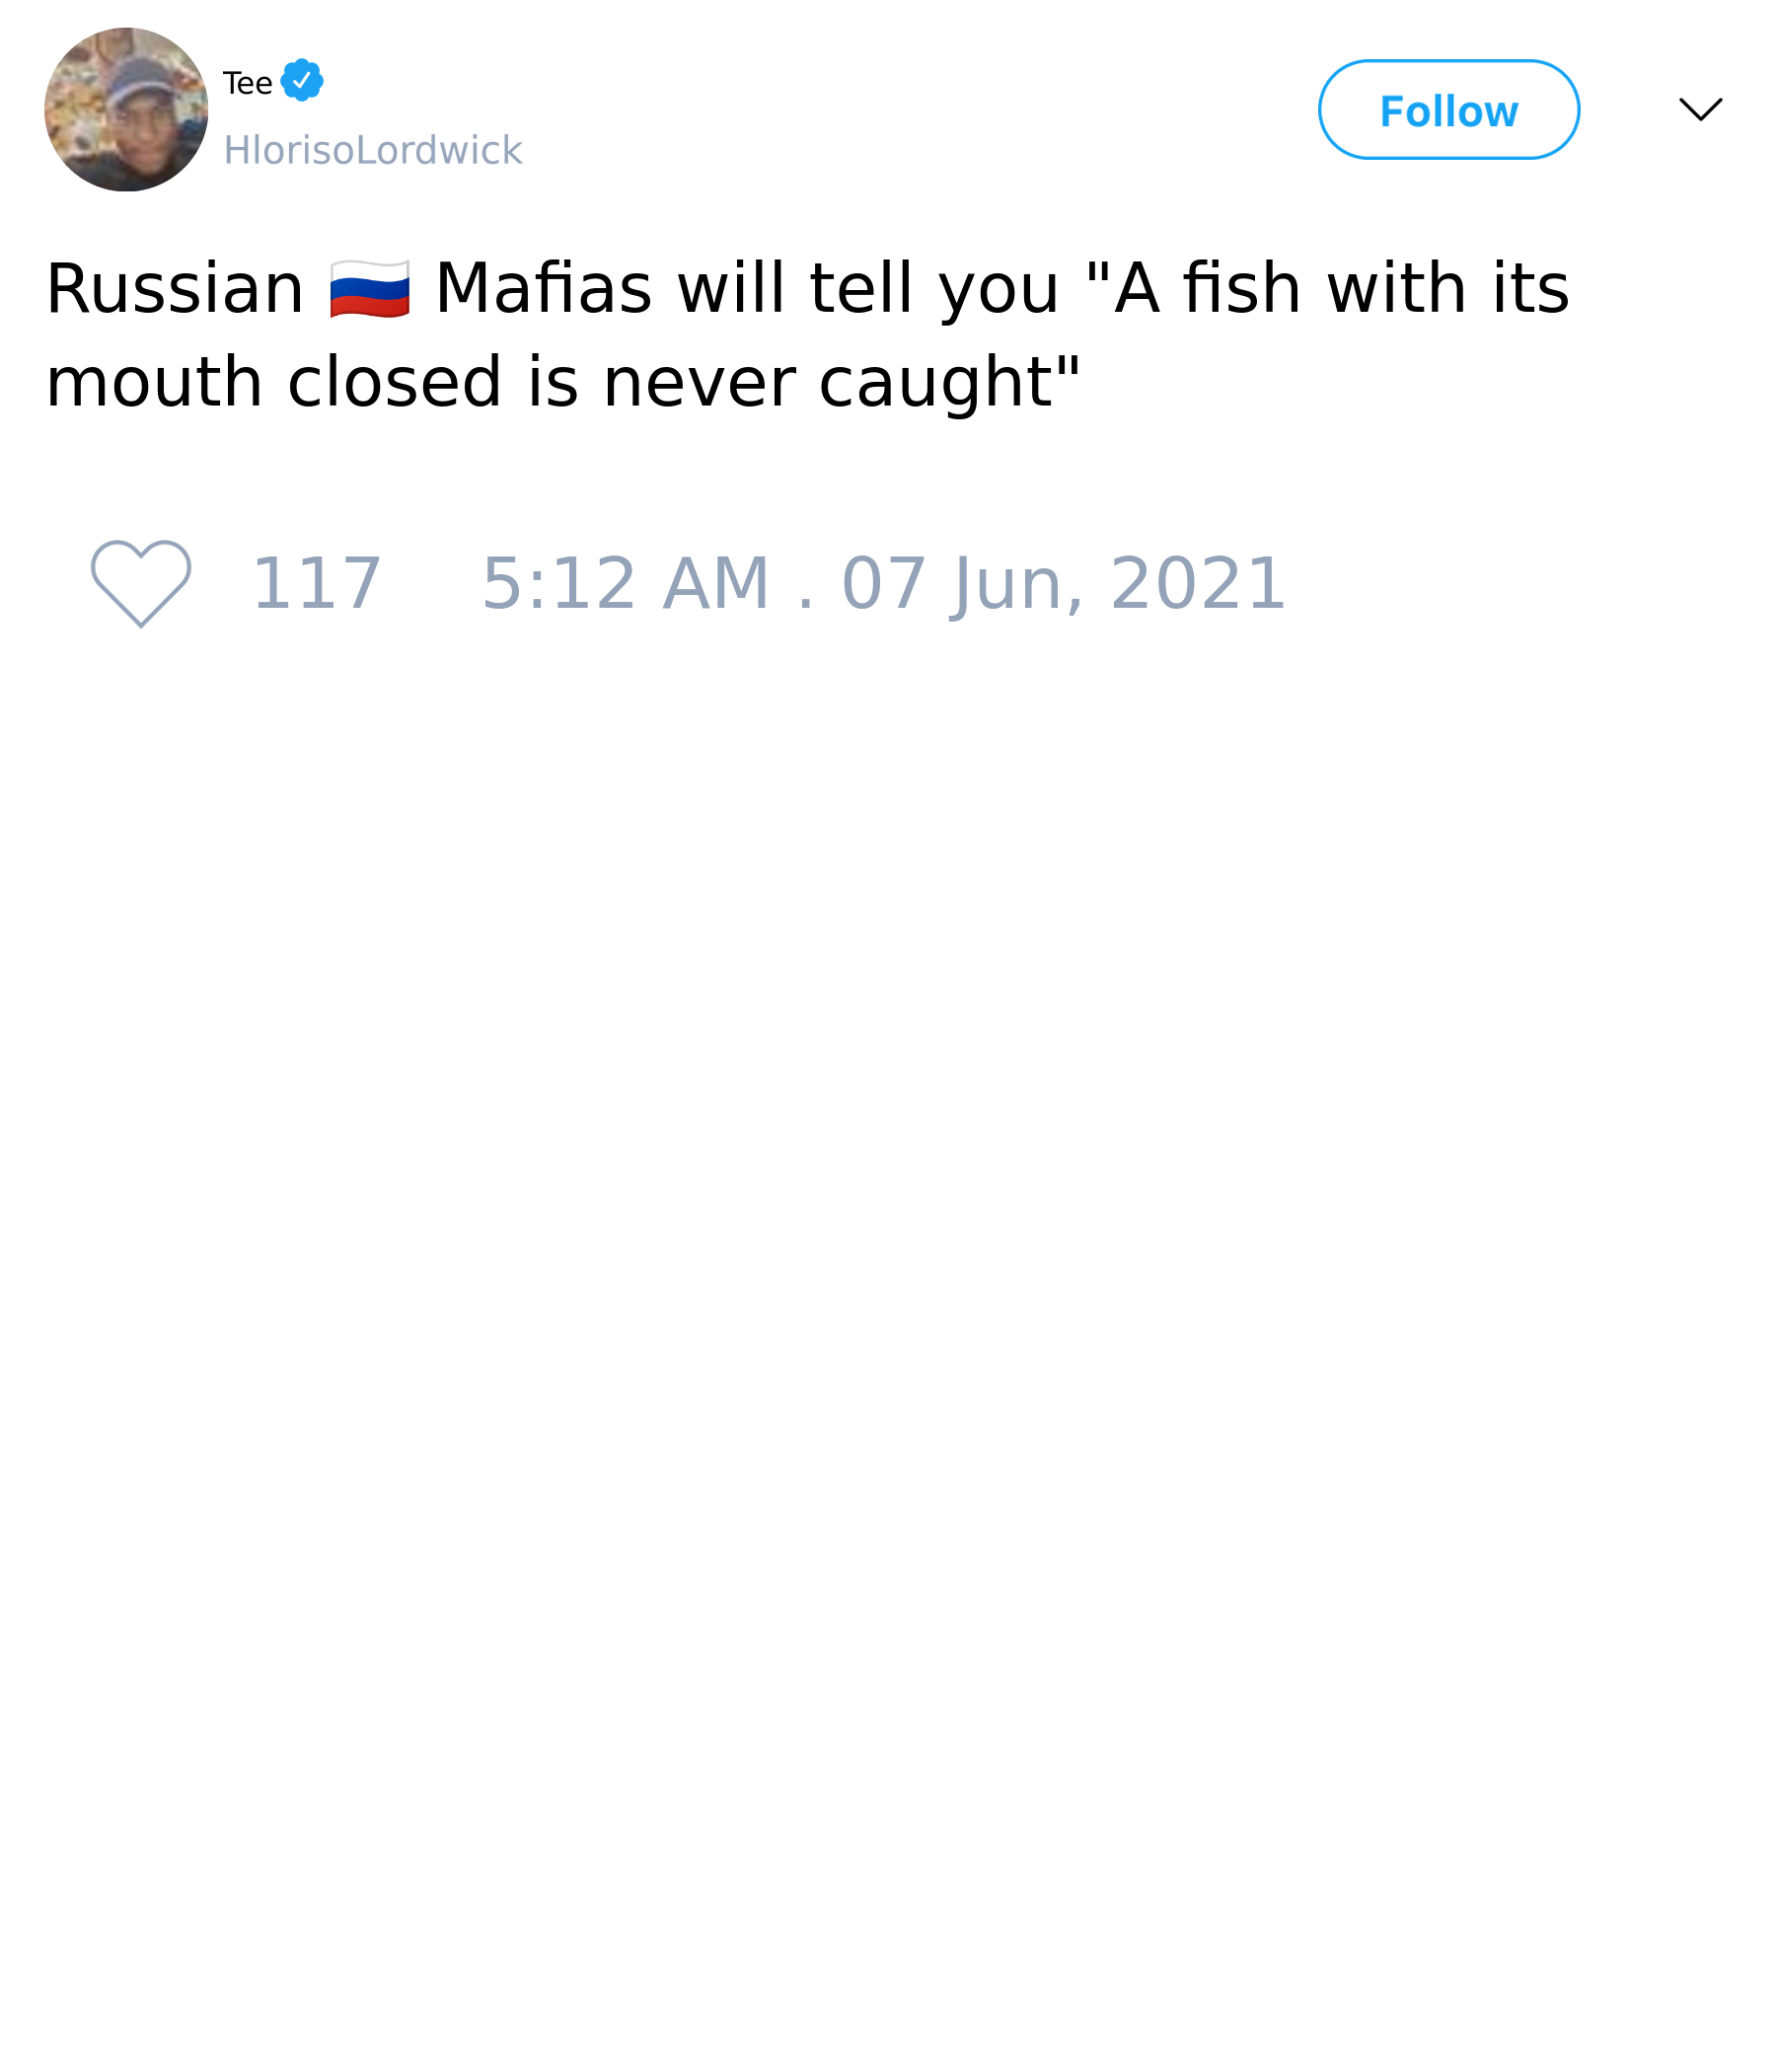 Tee
HlorisoLordwick
Follow
Russian 🇷🇺 Mafias will tell you "A fish with its
mouth closed is never caught"
117 5:12 AM . 07 Jun, 2021